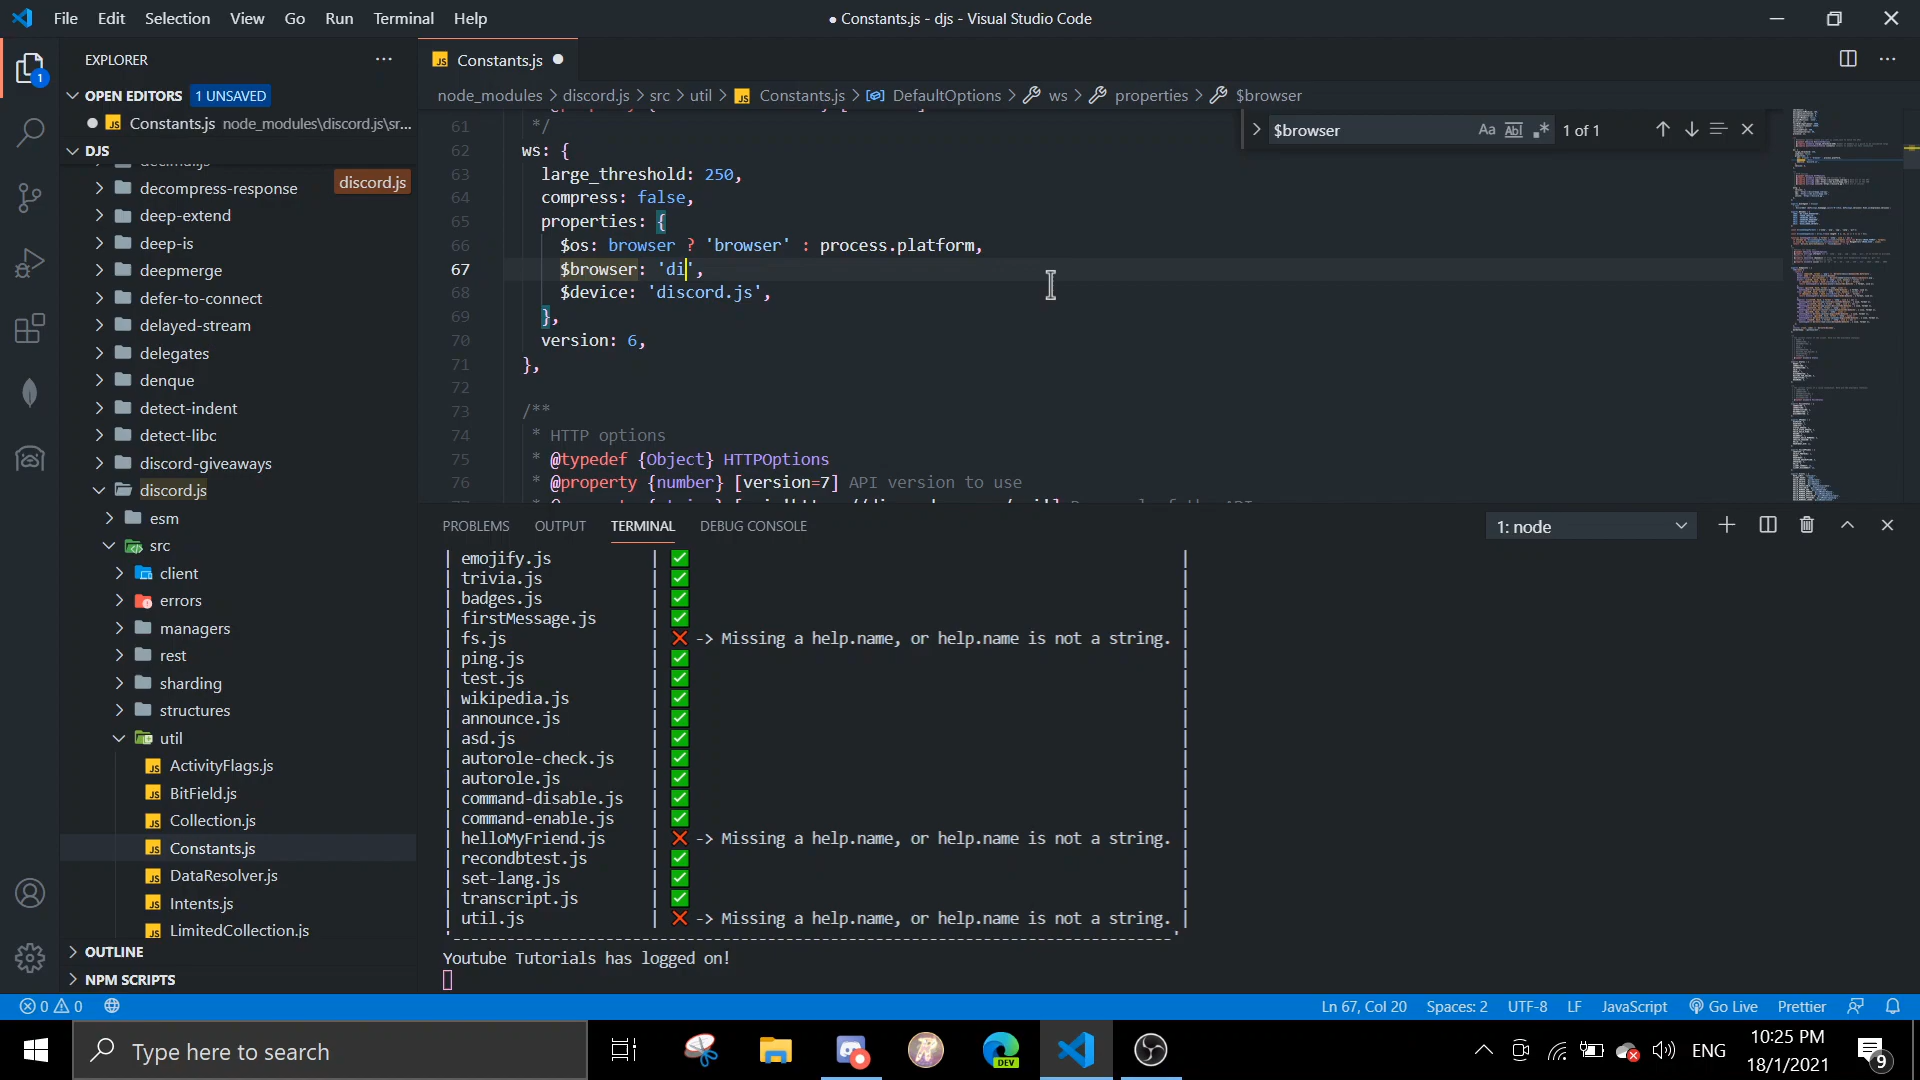 File Edit Selection View Go Run Terminal Help
● Constants.js - djs - Visual Studio Code
EXPLORER
OPEN EDITORS 1 UNSAVED
Constants.js node_modules\discord.js\sr...
DJS
decompress-response
discord.js
deep-extend
deep-is
deepmerge
defer-to-connect
delayed-stream
delegates
denque
detect-indent
detect-libc
discord-giveaways
discord.js
esm
src
client
errors
managers
rest
sharding
structures
util
ActivityFlags.js
BitField.js
Collection.js
Constants.js
DataResolver.js
Intents.js
LimitedCollection.js
OUTLINE
NPM SCRIPTS
Constants.js
node_modules > discord.js > src > util > Constants.js > DefaultOptions > ws > properties > $browser
$browser
1 of 1
61 */
62 ws: {
63 large_threshold: 250,
64 compress: false,
65 properties: {
66 $os: browser ? 'browser' : process.platform,
67 $browser: 'di',
68 $device: 'discord.js',
69 },
70 version: 6,
71 },
72
73 /**
74 * HTTP options
75 * @typedef {Object} HTTPOptions
76 * @property {number} [version=7] API version to use
PROBLEMS OUTPUT TERMINAL DEBUG CONSOLE
1: node
| emojify.js | ✅ |
| trivia.js | ✅ |
| badges.js | ✅ |
| firstMessage.js | ✅ |
| fs.js | ❌ -> Missing a help.name, or help.name is not a string. |
| ping.js | ✅ |
| test.js | ✅ |
| wikipedia.js | ✅ |
| announce.js | ✅ |
| asd.js | ✅ |
| autorole-check.js | ✅ |
| autorole.js | ✅ |
| command-disable.js | ✅ |
| command-enable.js | ✅ |
| helloMyFriend.js | ❌ -> Missing a help.name, or help.name is not a string. |
| recondbtest.js | ✅ |
| set-lang.js | ✅ |
| transcript.js | ✅ |
| util.js | ❌ -> Missing a help.name, or help.name is not a string. |
Youtube Tutorials has logged on!
0 0
Ln 67, Col 20 Spaces: 2 UTF-8 LF JavaScript Go Live Prettier
Type here to search
DEV
ENG
10:25 PM
18/1/2021
9